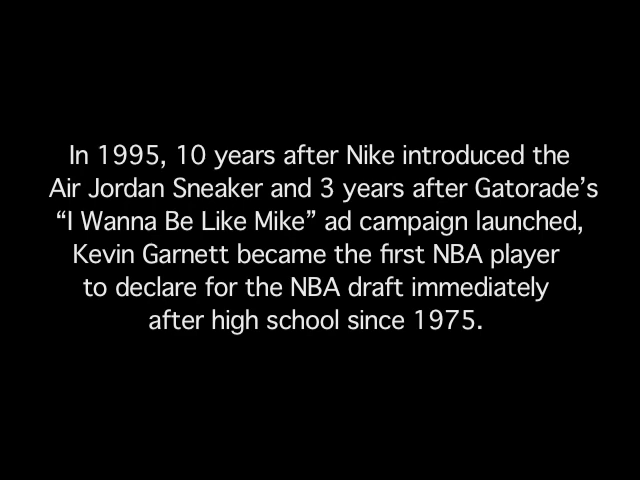 In 1995, 10 years after Nike introduced the
Air Jordan Sneaker and 3 years after Gatorade’s
“I Wanna Be Like Mike” ad campaign launched,
Kevin Garnett became the first NBA player
to declare for the NBA draft immediately
after high school since 1975.